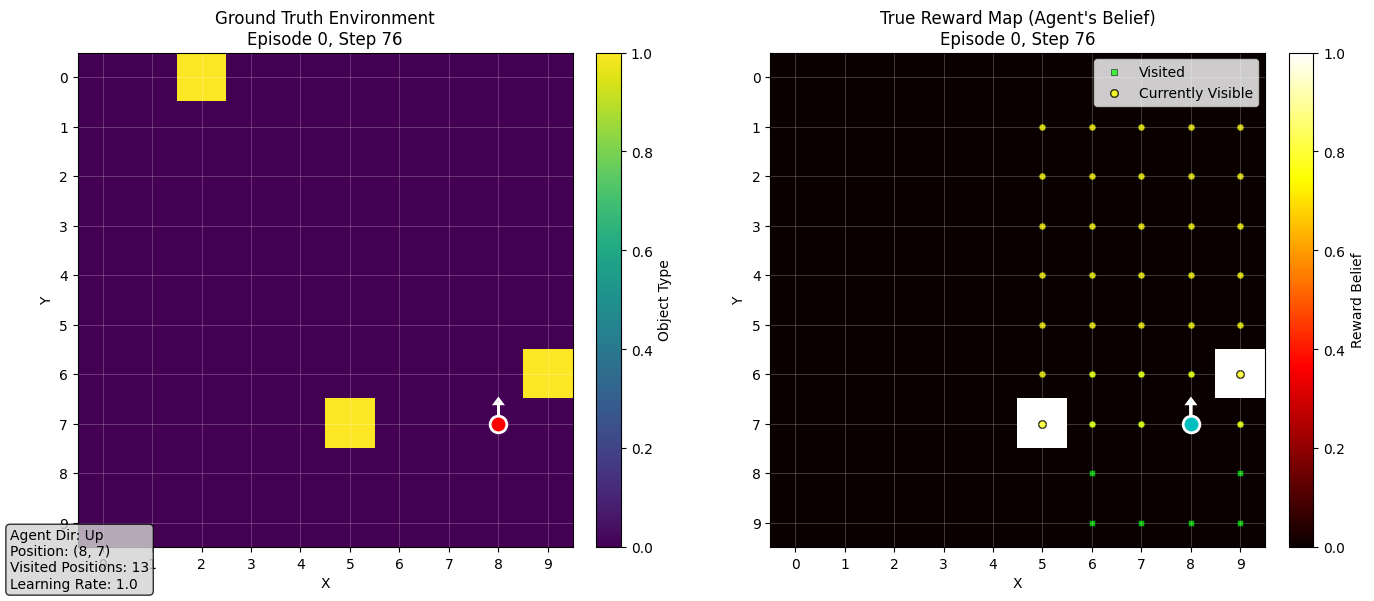 Ground Truth Environment
Episode 0, Step 76
0
1
2
3
4
5
6
7
8
9
Y
0 1 2 3 4 5 6 7 8 9
X
1.0
0.8
0.6
0.4
0.2
0.0
Object Type
Agent Dir: Up
Position: (8, 7)
Visited Positions: 13
Learning Rate: 1.0
True Reward Map (Agent's Belief)
Episode 0, Step 76
Visited
Currently Visible
0
1
2
3
4
5
6
7
8
9
Y
0 1 2 3 4 5 6 7 8 9
X
1.0
0.8
0.6
0.4
0.2
0.0
Reward Belief